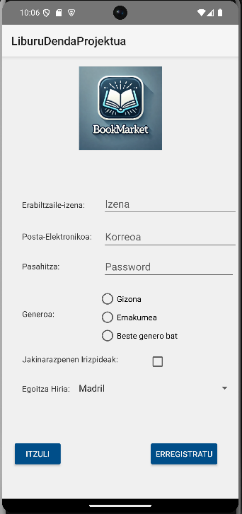 10:06
LiburuDendaProjektua
BookMarket
Erabiltzaile-izena: Izena
Posta-Elektronikoa: Korreoa
Pasahitza: Password
Generoa:
Gizona
Emakumea
Beste genero bat
Jakinarazpenen Irizpideak:
Egoitza Hiria: Madril
ITZULI ERREGISTRATU